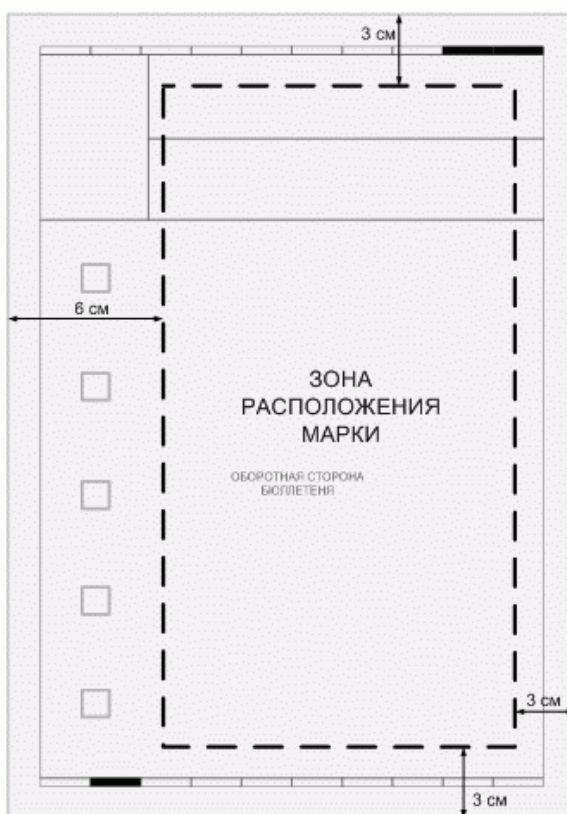 3 см
6 см
ЗОНА
РАСПОЛОЖЕНИЯ
МАРКИ
ОБОРОТНАЯ СТОРОНА
БЮЛЛЕТЕНЯ
3 см
3 см